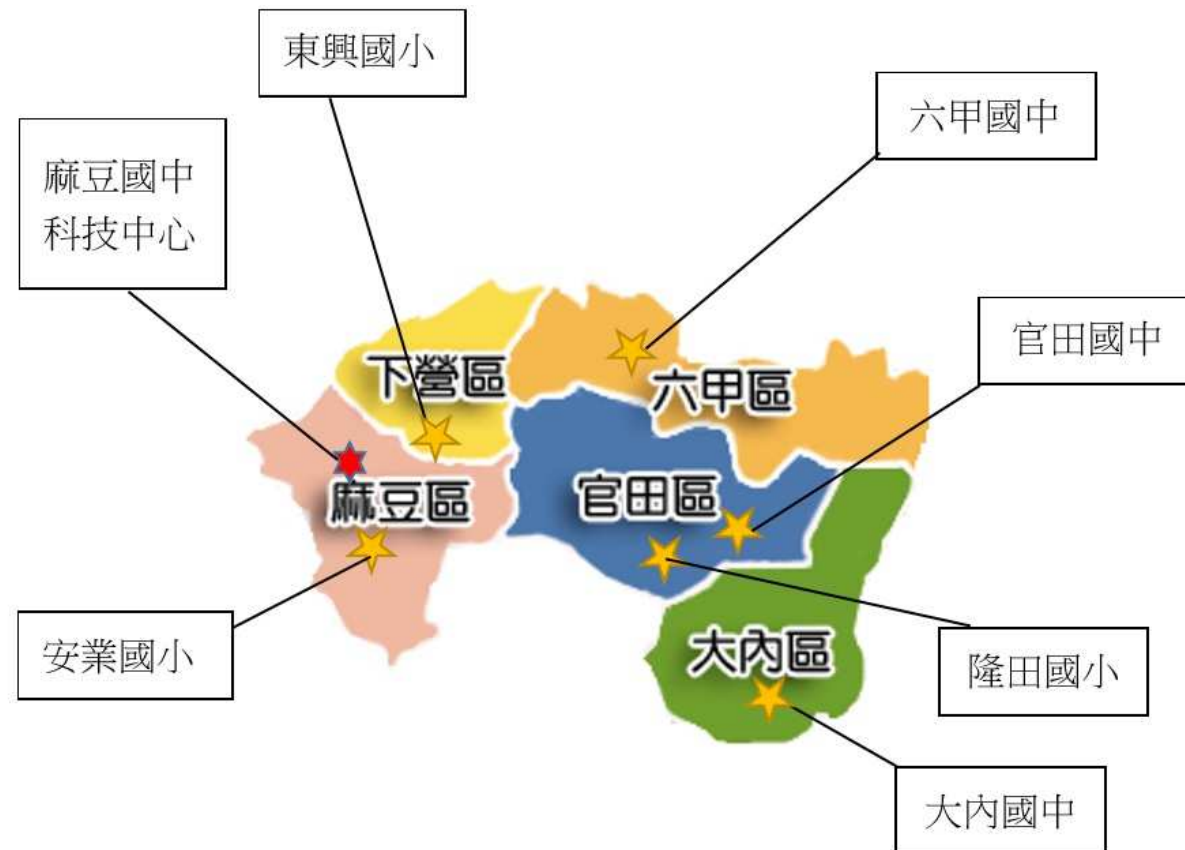 東興國小
六甲國中
麻豆國中
科技中心
官田國中
下營區
六甲區
官田區
麻豆區
安業國小
大內區
隆田國小
大內國中